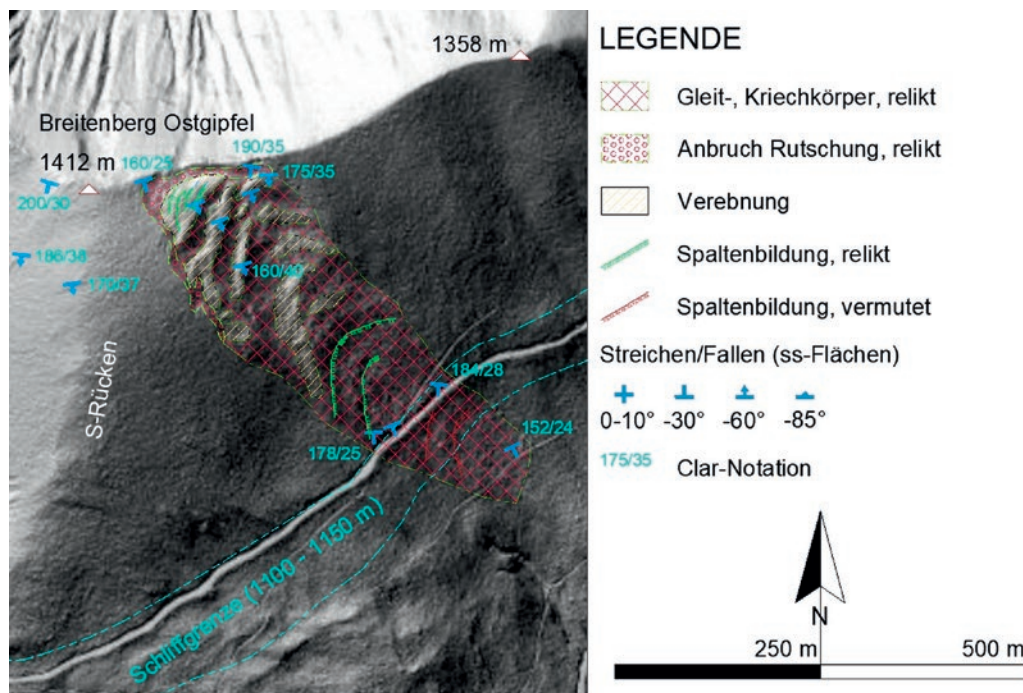 1358 m
Breitenberg Ostgipfel
1412 m
160/25
190/35
175/35
200/30
186/38
179/37
160/40
S-Rücken
184/28
178/25
152/24
Schliffgrenze (1100 - 1150 m)
LEGENDE
Gleit-, Kriechkörper, relikt
Anbruch Rutschung, relikt
Verebnung
Spaltenbildung, relikt
Spaltenbildung, vermutet
Streichen/Fallen (ss-Flächen)
0-10° -30° -60° -85°
175/35 Clar-Notation
N
250 m 500 m